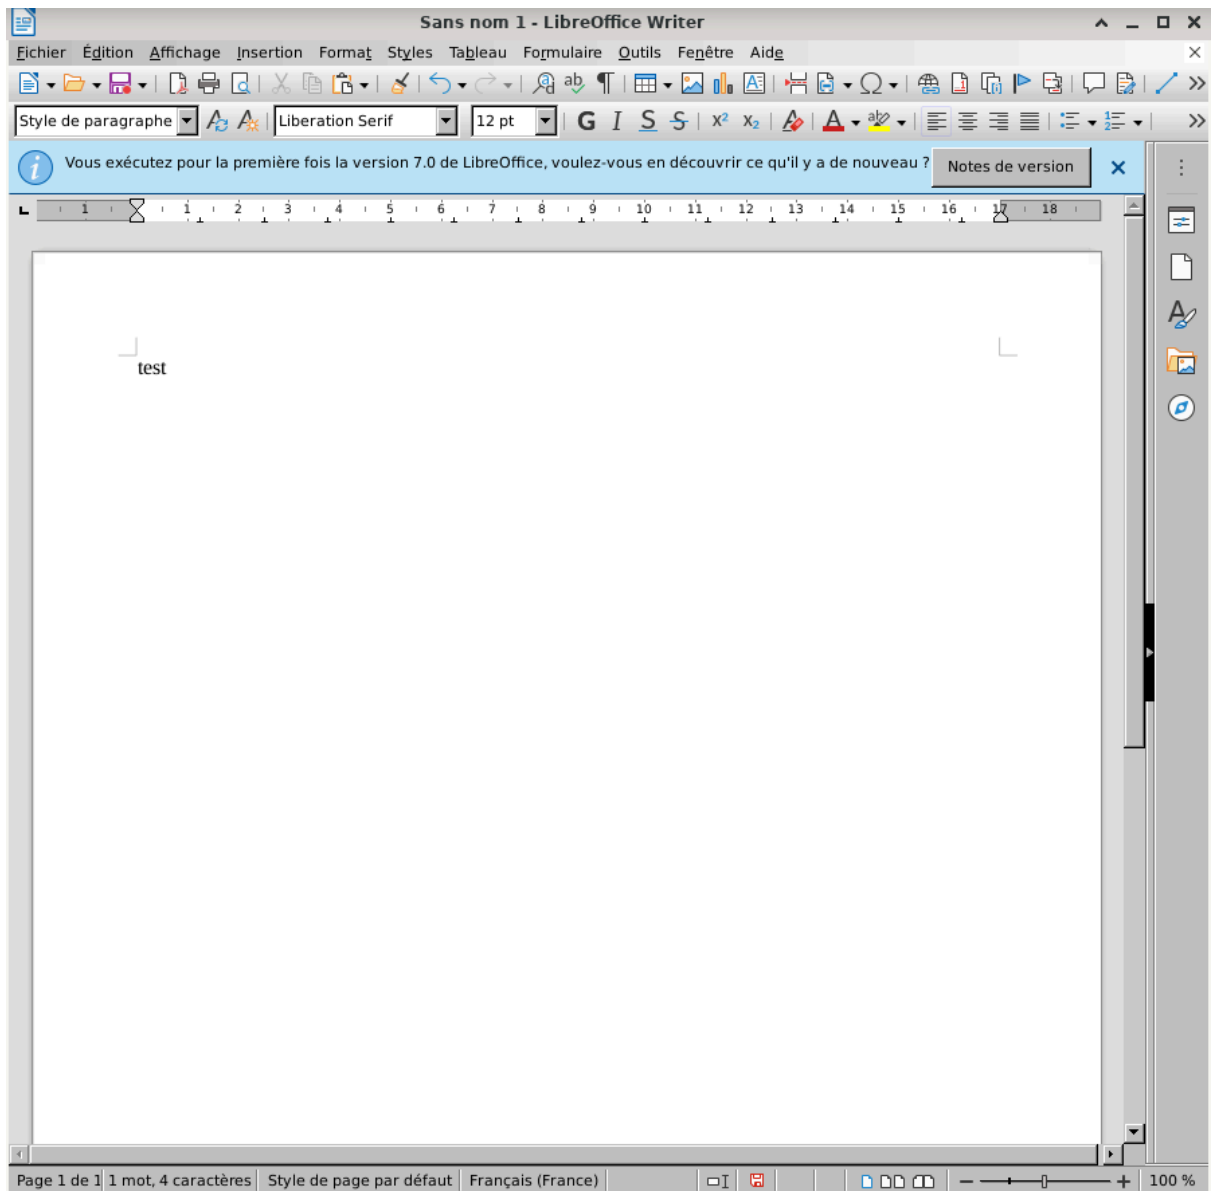 Sans nom 1 - LibreOffice Writer
Fichier Édition Affichage Insertion Format Styles Tableau Formulaire Outils Fenêtre Aide
Style de paragraphe Liberation Serif 12 pt G I S S x² x₂ A
Vous exécutez pour la première fois la version 7.0 de LibreOffice, voulez-vous en découvrir ce qu'il y a de nouveau ? Notes de version
1 1 2 3 4 5 6 7 8 9 10 11 12 13 14 15 16 17 18
test
Page 1 de 1 1 mot, 4 caractères Style de page par défaut Français (France) 100 %